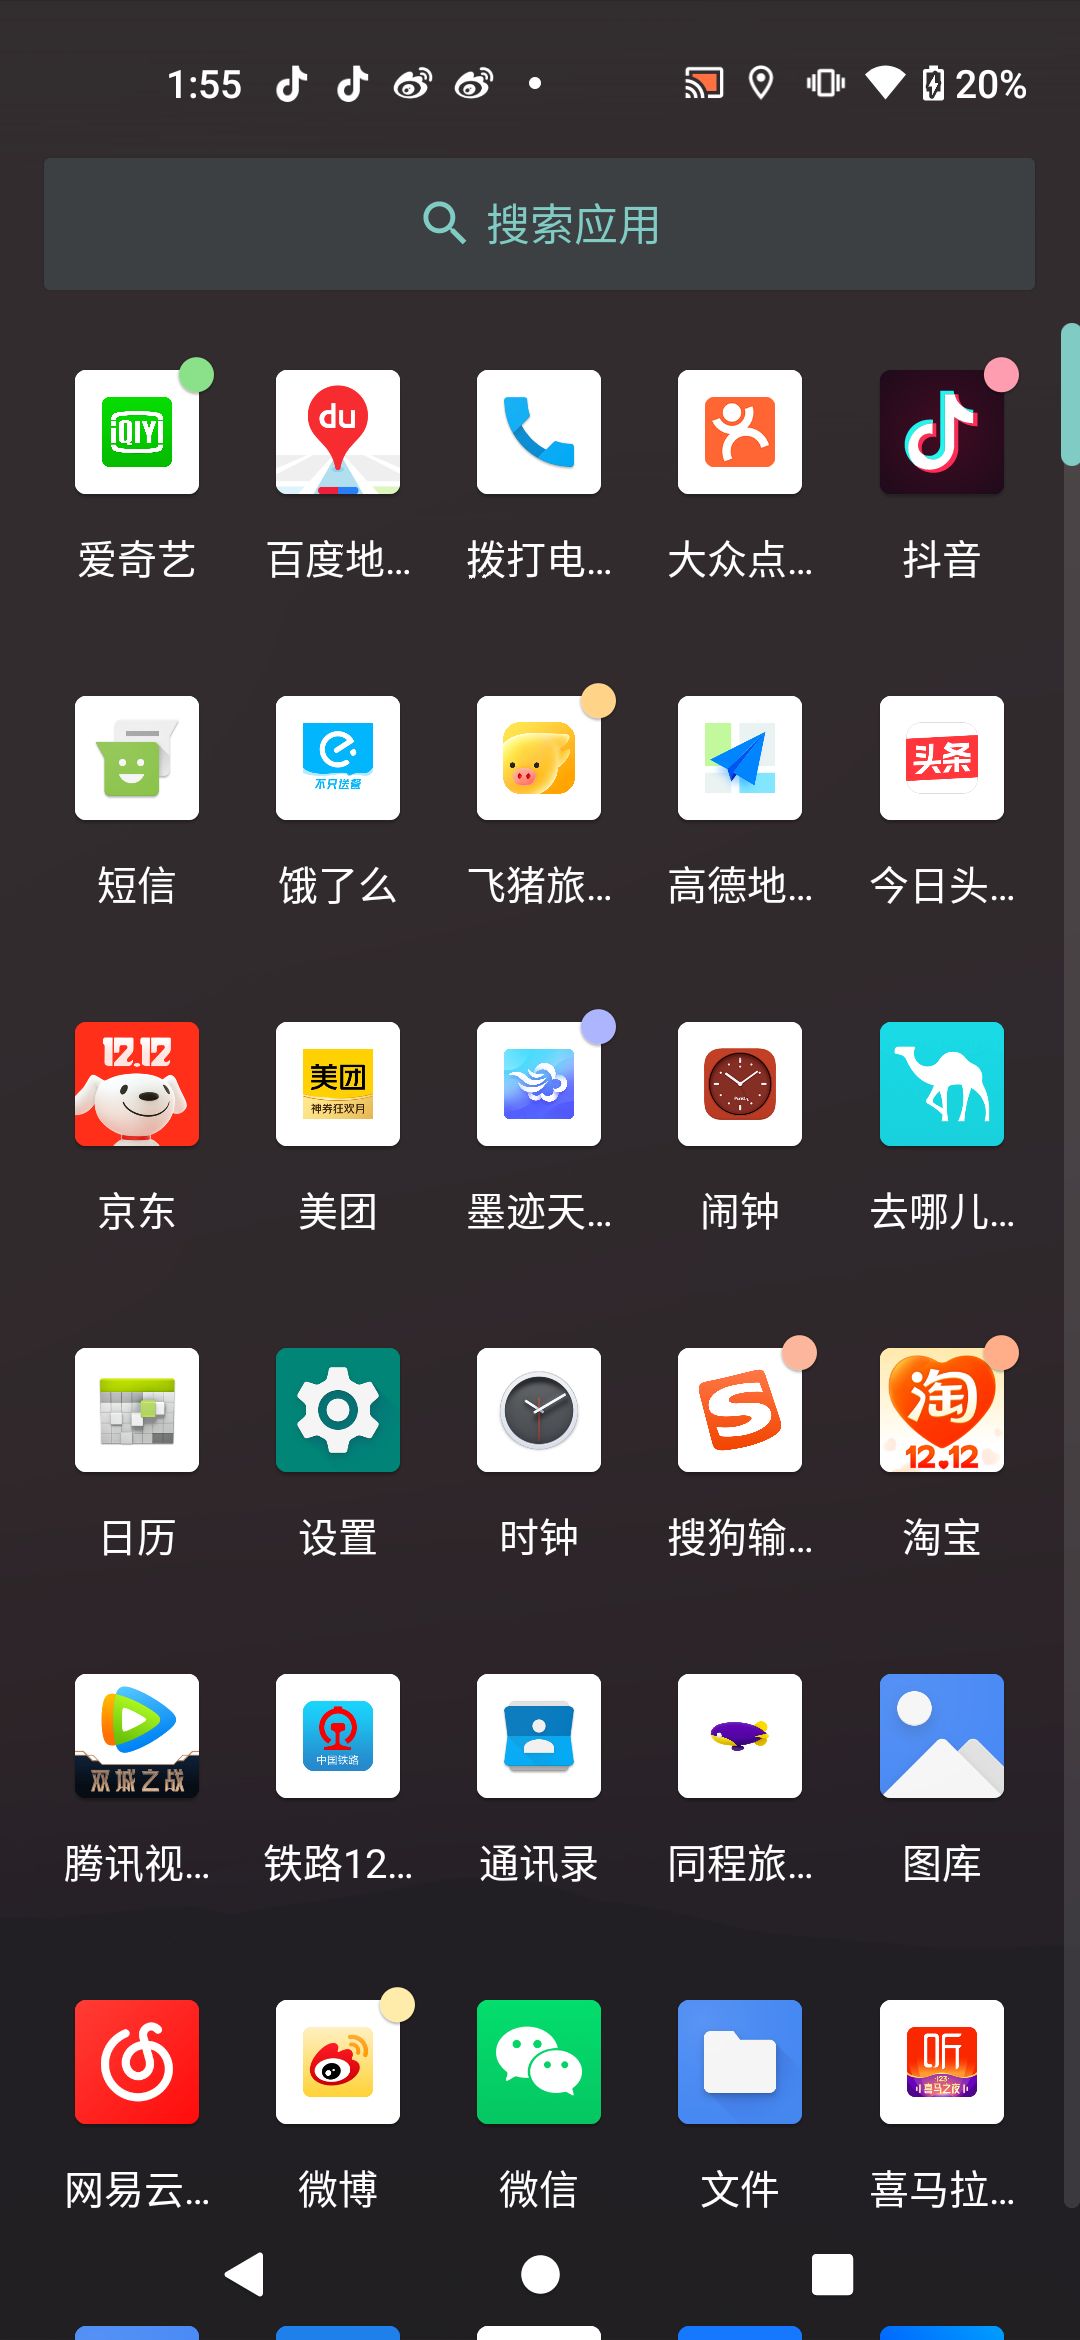 1:55
20%
搜索应用
iQIYI
du
爱奇艺
百度地...
拨打电...
大众点...
抖音
不只送餐
头条
短信
饿了么
飞猪旅...
高德地...
今日头...
12.12
美团
神券狂欢月
京东
美团
墨迹天...
闹钟
去哪儿...
S
淘
12.12
日历
设置
时钟
搜狗输...
淘宝
双城之战
中国铁路
腾讯视...
铁路12...
通讯录
同程旅...
图库
听
123
喜马之夜
网易云...
微博
微信
文件
喜马拉...